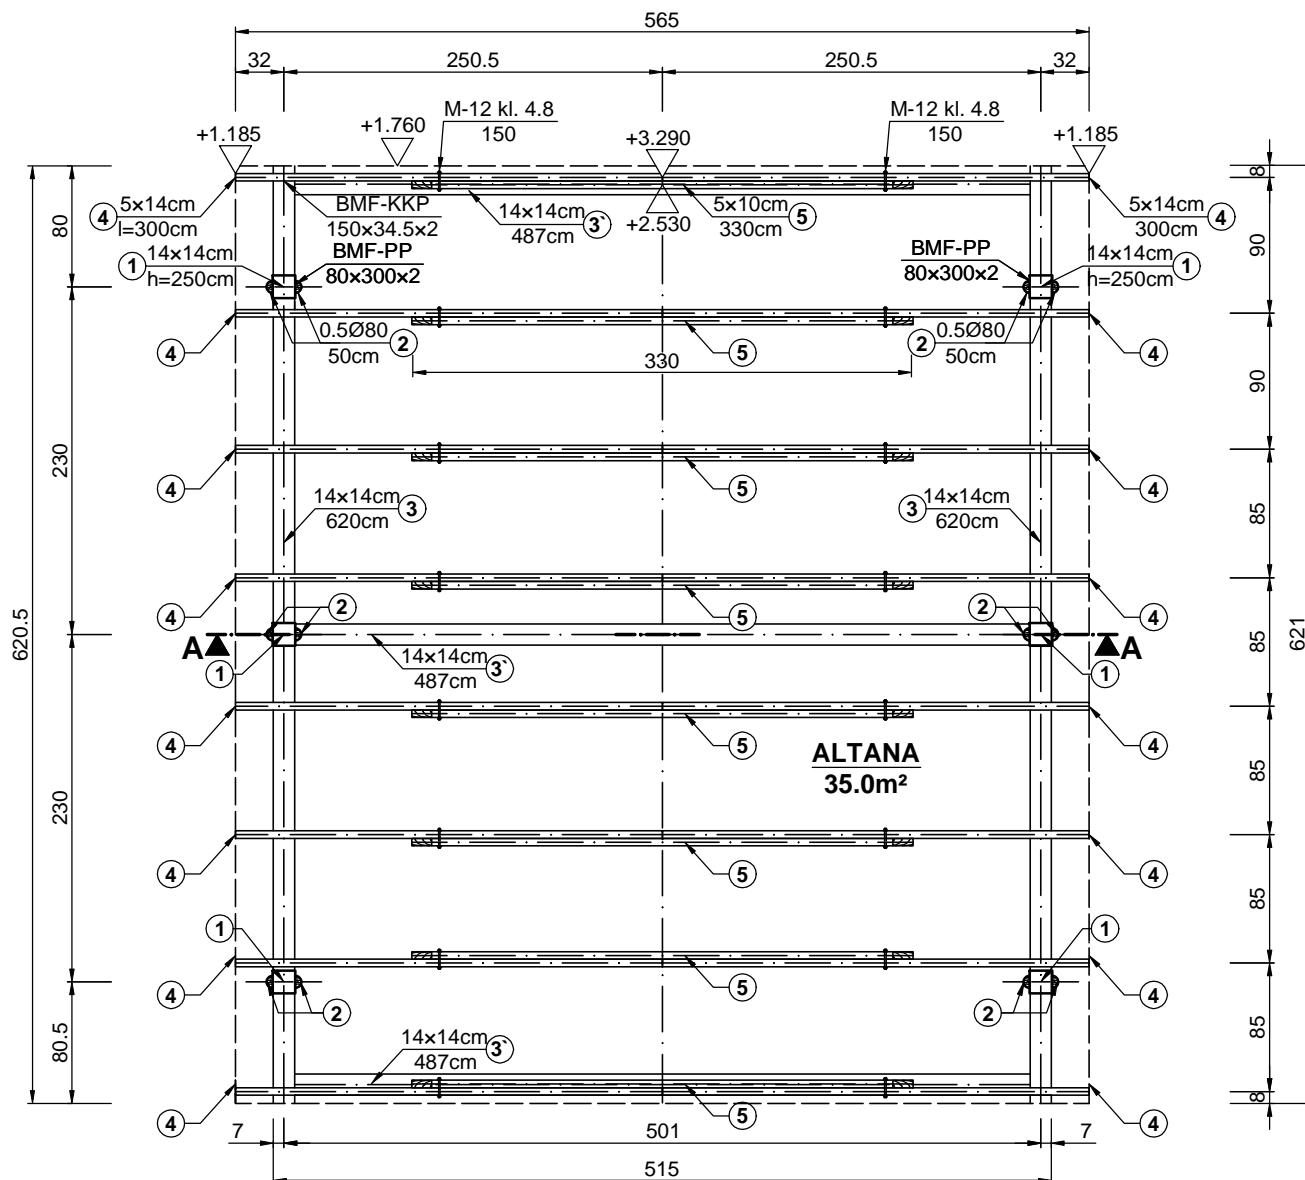 565
32 250.5 250.5 32
M-12 kl. 4.8
150
M-12 kl. 4.8
150
+1.185
+1.760
+3.290
+1.185
+2.530
8
80
4 5×14cm
l=300cm
BMF-KKP
150×34.5×2
14×14cm 3`
487cm
5×10cm 5
330cm
5×14cm 4
300cm
90
1 14×14cm
h=250cm
BMF-PP
80×300×2
BMF-PP
80×300×2
14×14cm 1
h=250cm
0.5Ø80 2
50cm
2 0.5Ø80
50cm
4 5 4
330
90
230
4 5 4
14×14cm 3
620cm
3 14×14cm
620cm
85
620.5
621
4 2 5 2 4
A A
1 14×14cm 3` 1
487cm
85
4 5 4
ALTANA
35.0m²
85
230
4 5 4
85
1 1
4 5 4
2 2
85
80.5
14×14cm 3`
487cm
4 5 4
8
7 501 7
515